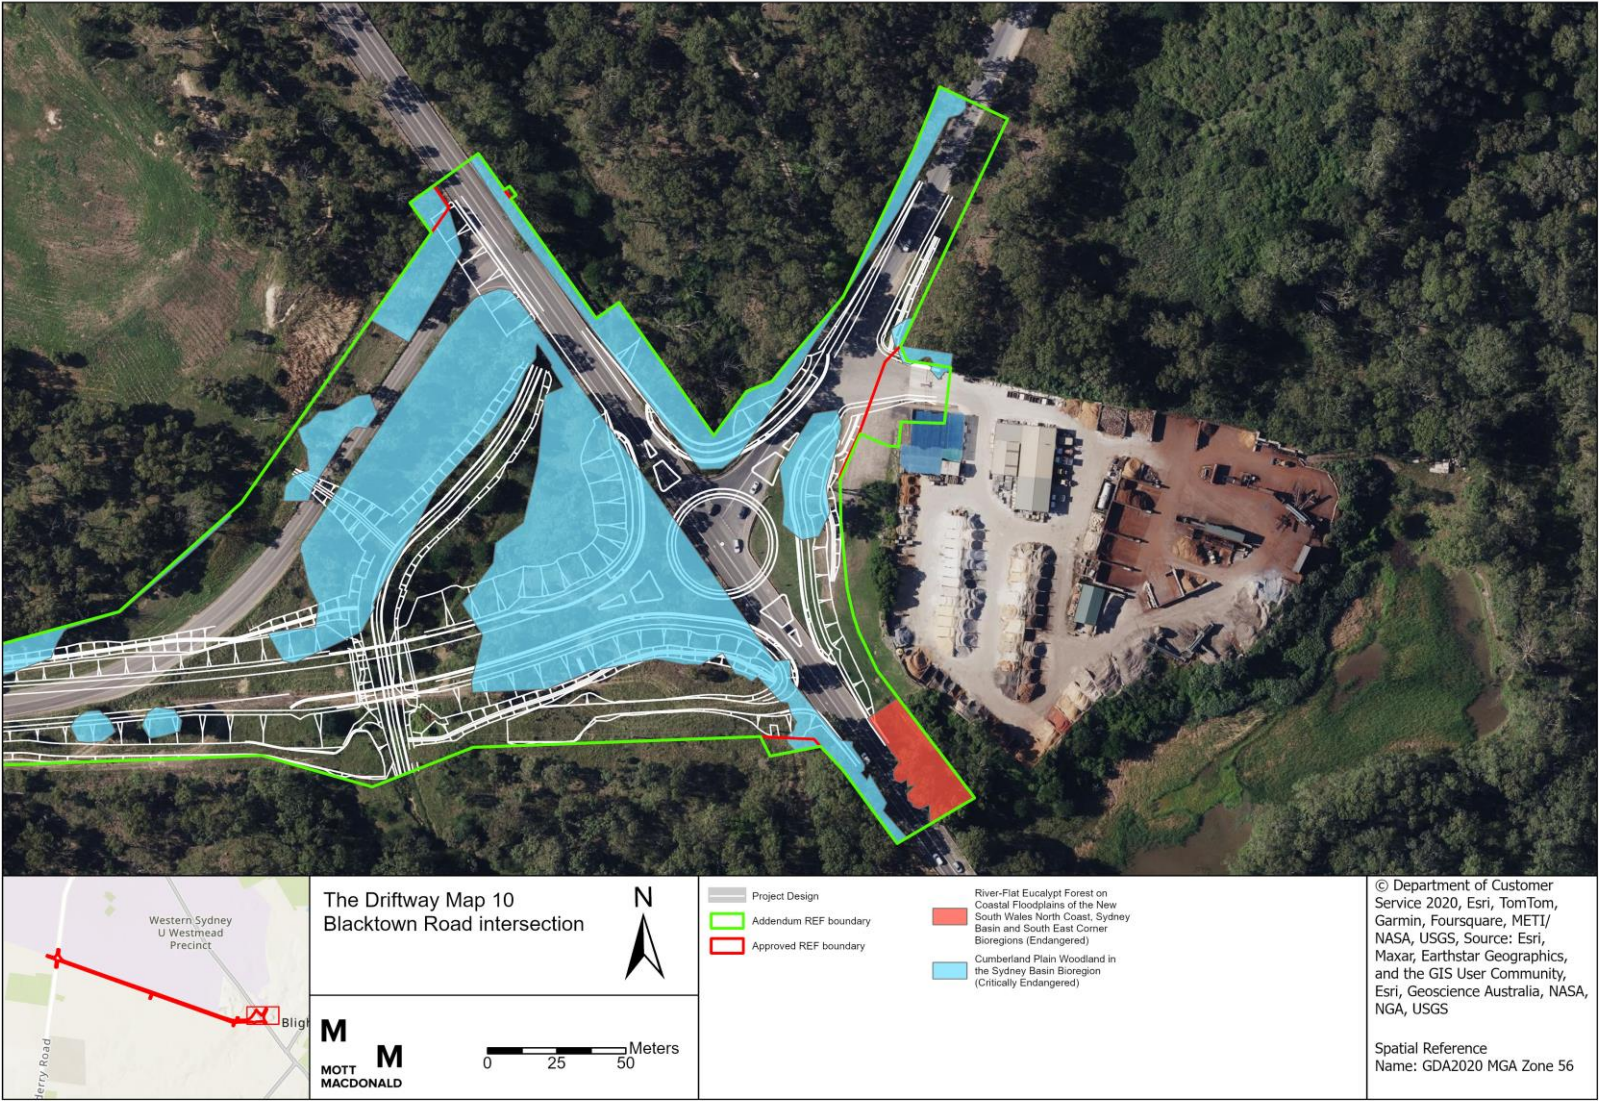 Western Sydney
U Westmead
Precinct
Bligh
derry Road
The Driftway Map 10
Blacktown Road intersection
N
M
M
MOTT
MACDONALD
Meters
0 25 50
Project Design
Addendum REF boundary
Approved REF boundary
River-Flat Eucalypt Forest on
Coastal Floodplains of the New
South Wales North Coast, Sydney
Basin and South East Corner
Bioregions (Endangered)
Cumberland Plain Woodland in
the Sydney Basin Bioregion
(Critically Endangered)
© Department of Customer
Service 2020, Esri, TomTom,
Garmin, Foursquare, METI/
NASA, USGS, Source: Esri,
Maxar, Earthstar Geographics,
and the GIS User Community,
Esri, Geoscience Australia, NASA,
NGA, USGS
Spatial Reference
Name: GDA2020 MGA Zone 56